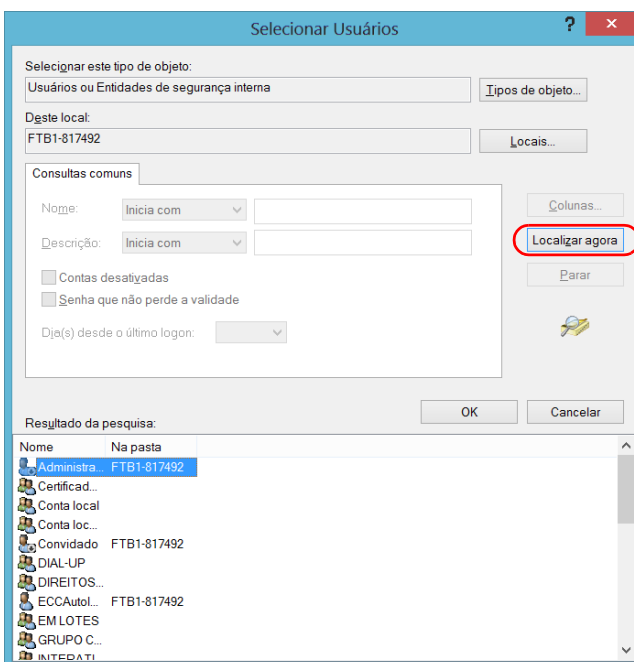 Selecionar Usuários ? ×
Selecionar este tipo de objeto:
Usuários ou Entidades de segurança interna
Tipos de objeto...
Deste local:
FTB1-817492
Locais...
Consultas comuns
Nome: Inicia com
Colunas...
Descrição: Inicia com
Localizar agora
Contas desativadas
Parar
Senha que não perde a validade
Dia(s) desde o último logon:
OK Cancelar
Resultado da pesquisa:
Nome Na pasta
Administra... FTB1-817492
Certificad...
Conta local
Conta loc...
Convidado FTB1-817492
DIAL-UP
DIREITOS...
ECCAutol... FTB1-817492
EM LOTES
GRUPO C...
INTERATI